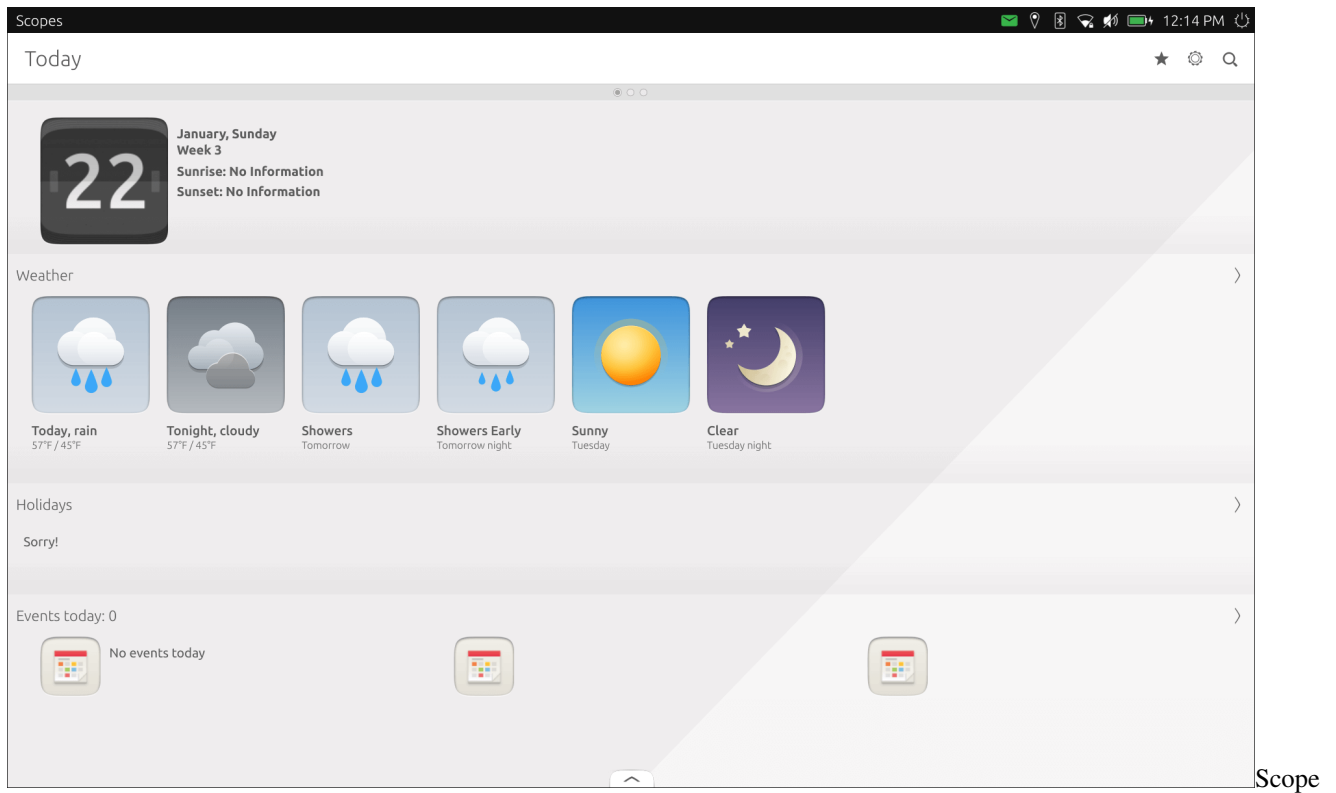 Scopes 12:14 PM
Today
22
January, Sunday
Week 3
Sunrise: No Information
Sunset: No Information
Weather
Today, rain
57°F / 45°F
Tonight, cloudy
57°F / 45°F
Showers
Tomorrow
Showers Early
Tomorrow night
Sunny
Tuesday
Clear
Tuesday night
Holidays
Sorry!
Events today: 0
No events today
Scope